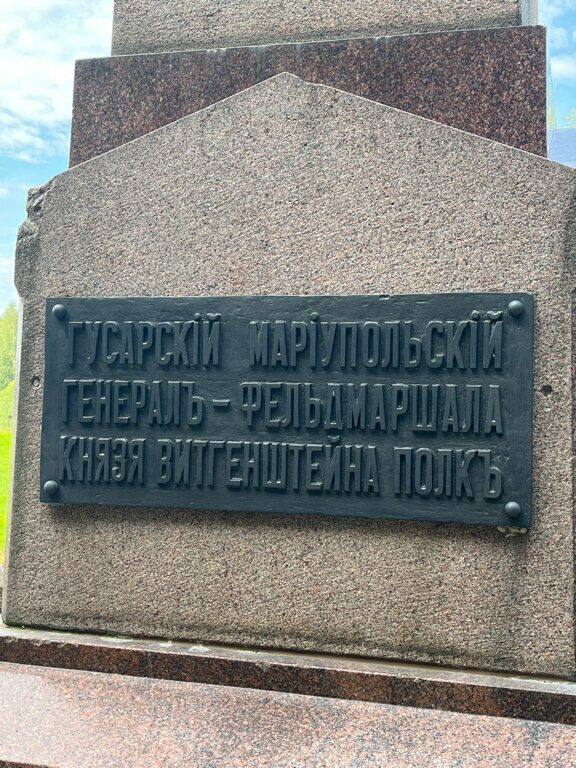 ГУСАРСКІЙ МАРІУПОЛЬСКІЙ
ГЕНЕРАЛЪ-ФЕЛЬДМАРШАЛА
КНЯЗЯ ВИТГЕНШТЕЙНА ПОЛКЪ